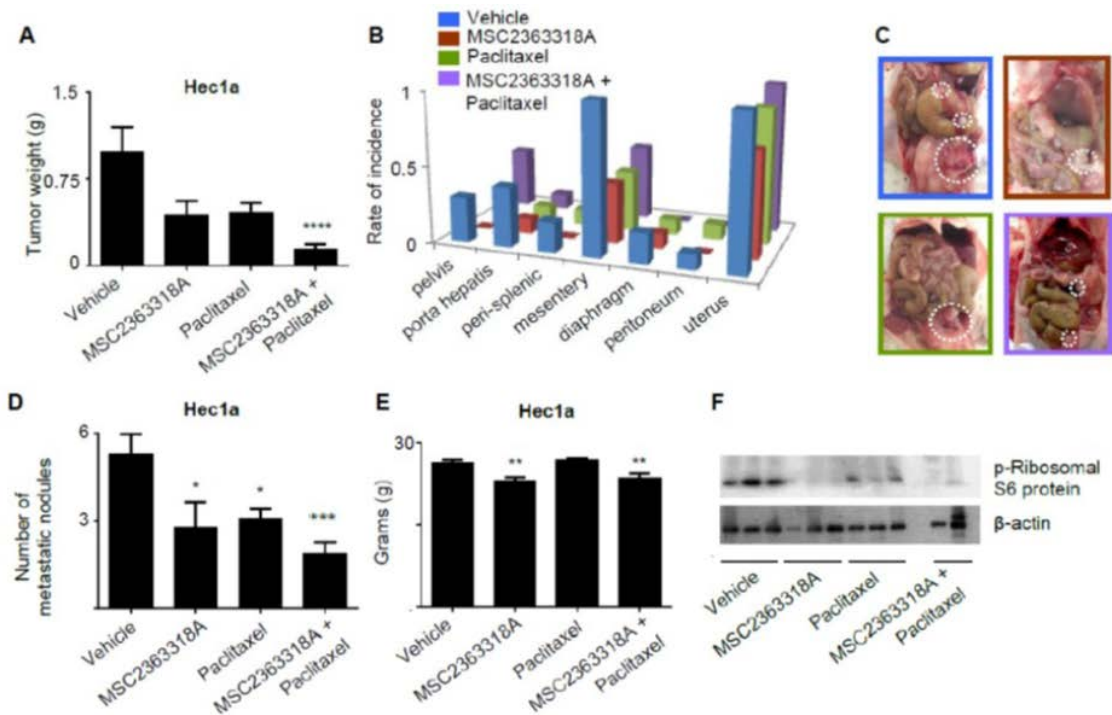 A
Hec1a
Tumor weight (g)
1.5
0.75
0
****
Vehicle
MSC2363318A
Paclitaxel
MSC2363318A +
Paclitaxel
B
Vehicle
MSC2363318A
Paclitaxel
MSC2363318A +
Paclitaxel
Rate of incidence
1
0.5
0
pelvis
porta hepatis
peri-splenic
mesentery
diaphragm
peritoneum
uterus
C
D
Hec1a
Number of
metastatic nodules
6
3
*
*
***
Vehicle
MSC2363318A
Paclitaxel
MSC2363318A +
Paclitaxel
E
Hec1a
Grams (g)
30
0
**
**
Vehicle
MSC2363318A
Paclitaxel
MSC2363318A +
Paclitaxel
F
p-Ribosomal
S6 protein
β-actin
Vehicle
MSC2363318A
Paclitaxel
MSC2363318A +
Paclitaxel